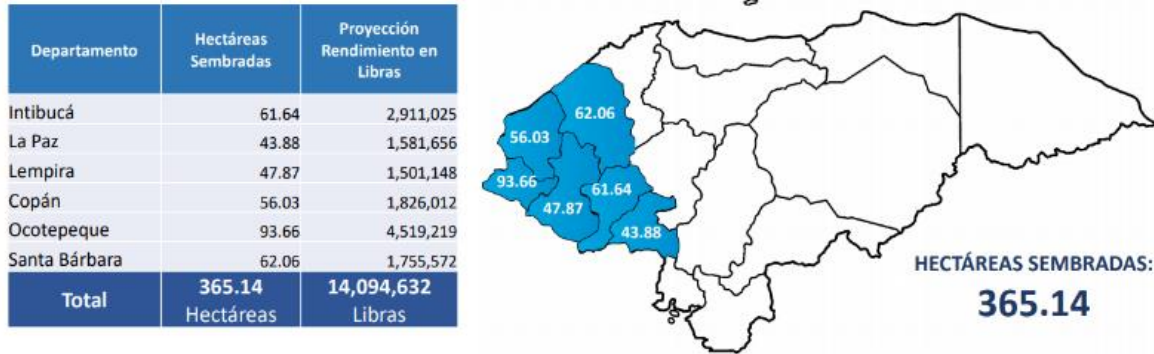 Departamento Hectáreas Sembradas Proyección Rendimiento en Libras
Intibucá 61.64 2,911,025
La Paz 43.88 1,581,656
Lempira 47.87 1,501,148
Copán 56.03 1,826,012
Ocotepeque 93.66 4,519,219
Santa Bárbara 62.06 1,755,572
Total 365.14 Hectáreas 14,094,632 Libras
62.06
56.03
93.66
61.64
47.87
43.88
HECTÁREAS SEMBRADAS:
365.14